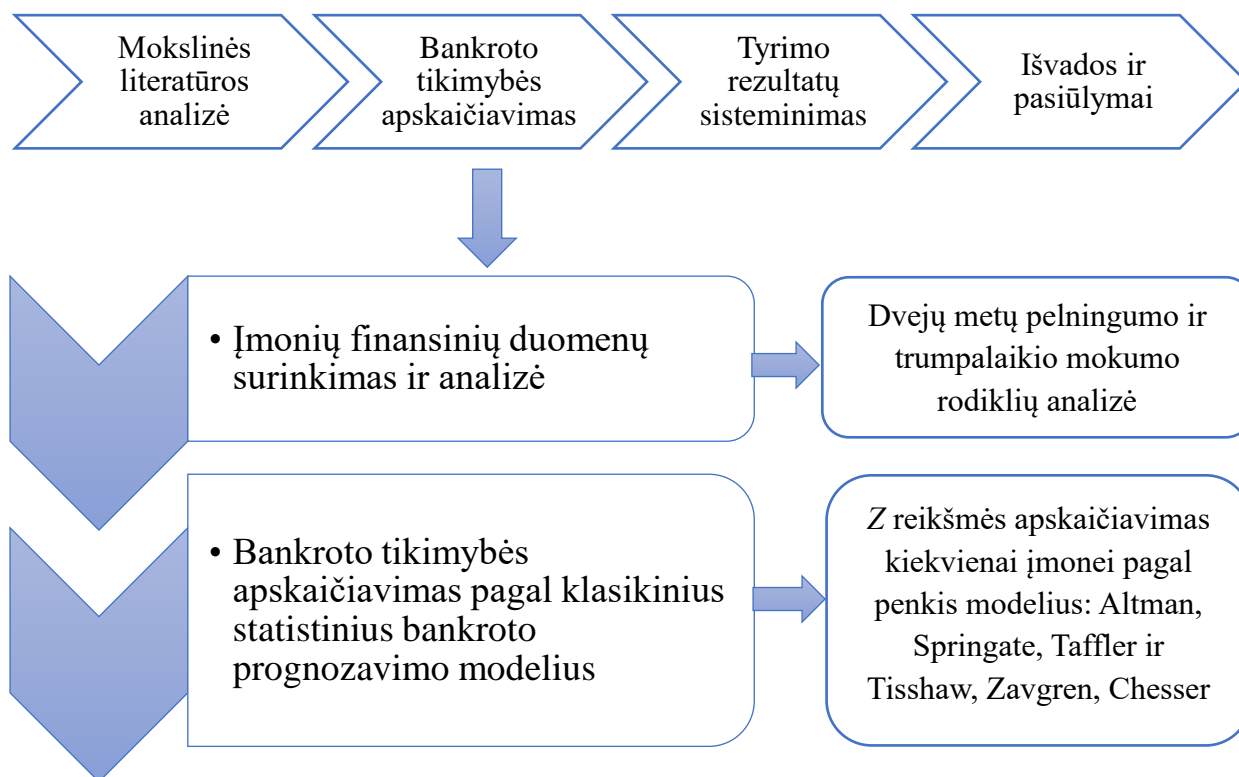 Mokslinės
literatūros
analizė
Bankroto
tikimybės
apskaičiavimas
Tyrimo
rezultatų
sisteminimas
Išvados ir
pasiūlymai
• Įmonių finansinių duomenų
surinkimas ir analizė
Dvejų metų pelningumo ir
trumpalaikio mokumo
rodiklių analizė
• Bankroto tikimybės
apskaičiavimas pagal klasikinius
statistinius bankroto
prognozavimo modelius
Z reikšmės apskaičiavimas
kiekvienai įmonei pagal
penkis modelius: Altman,
Springate, Taffler ir
Tisshaw, Zavgren, Chesser